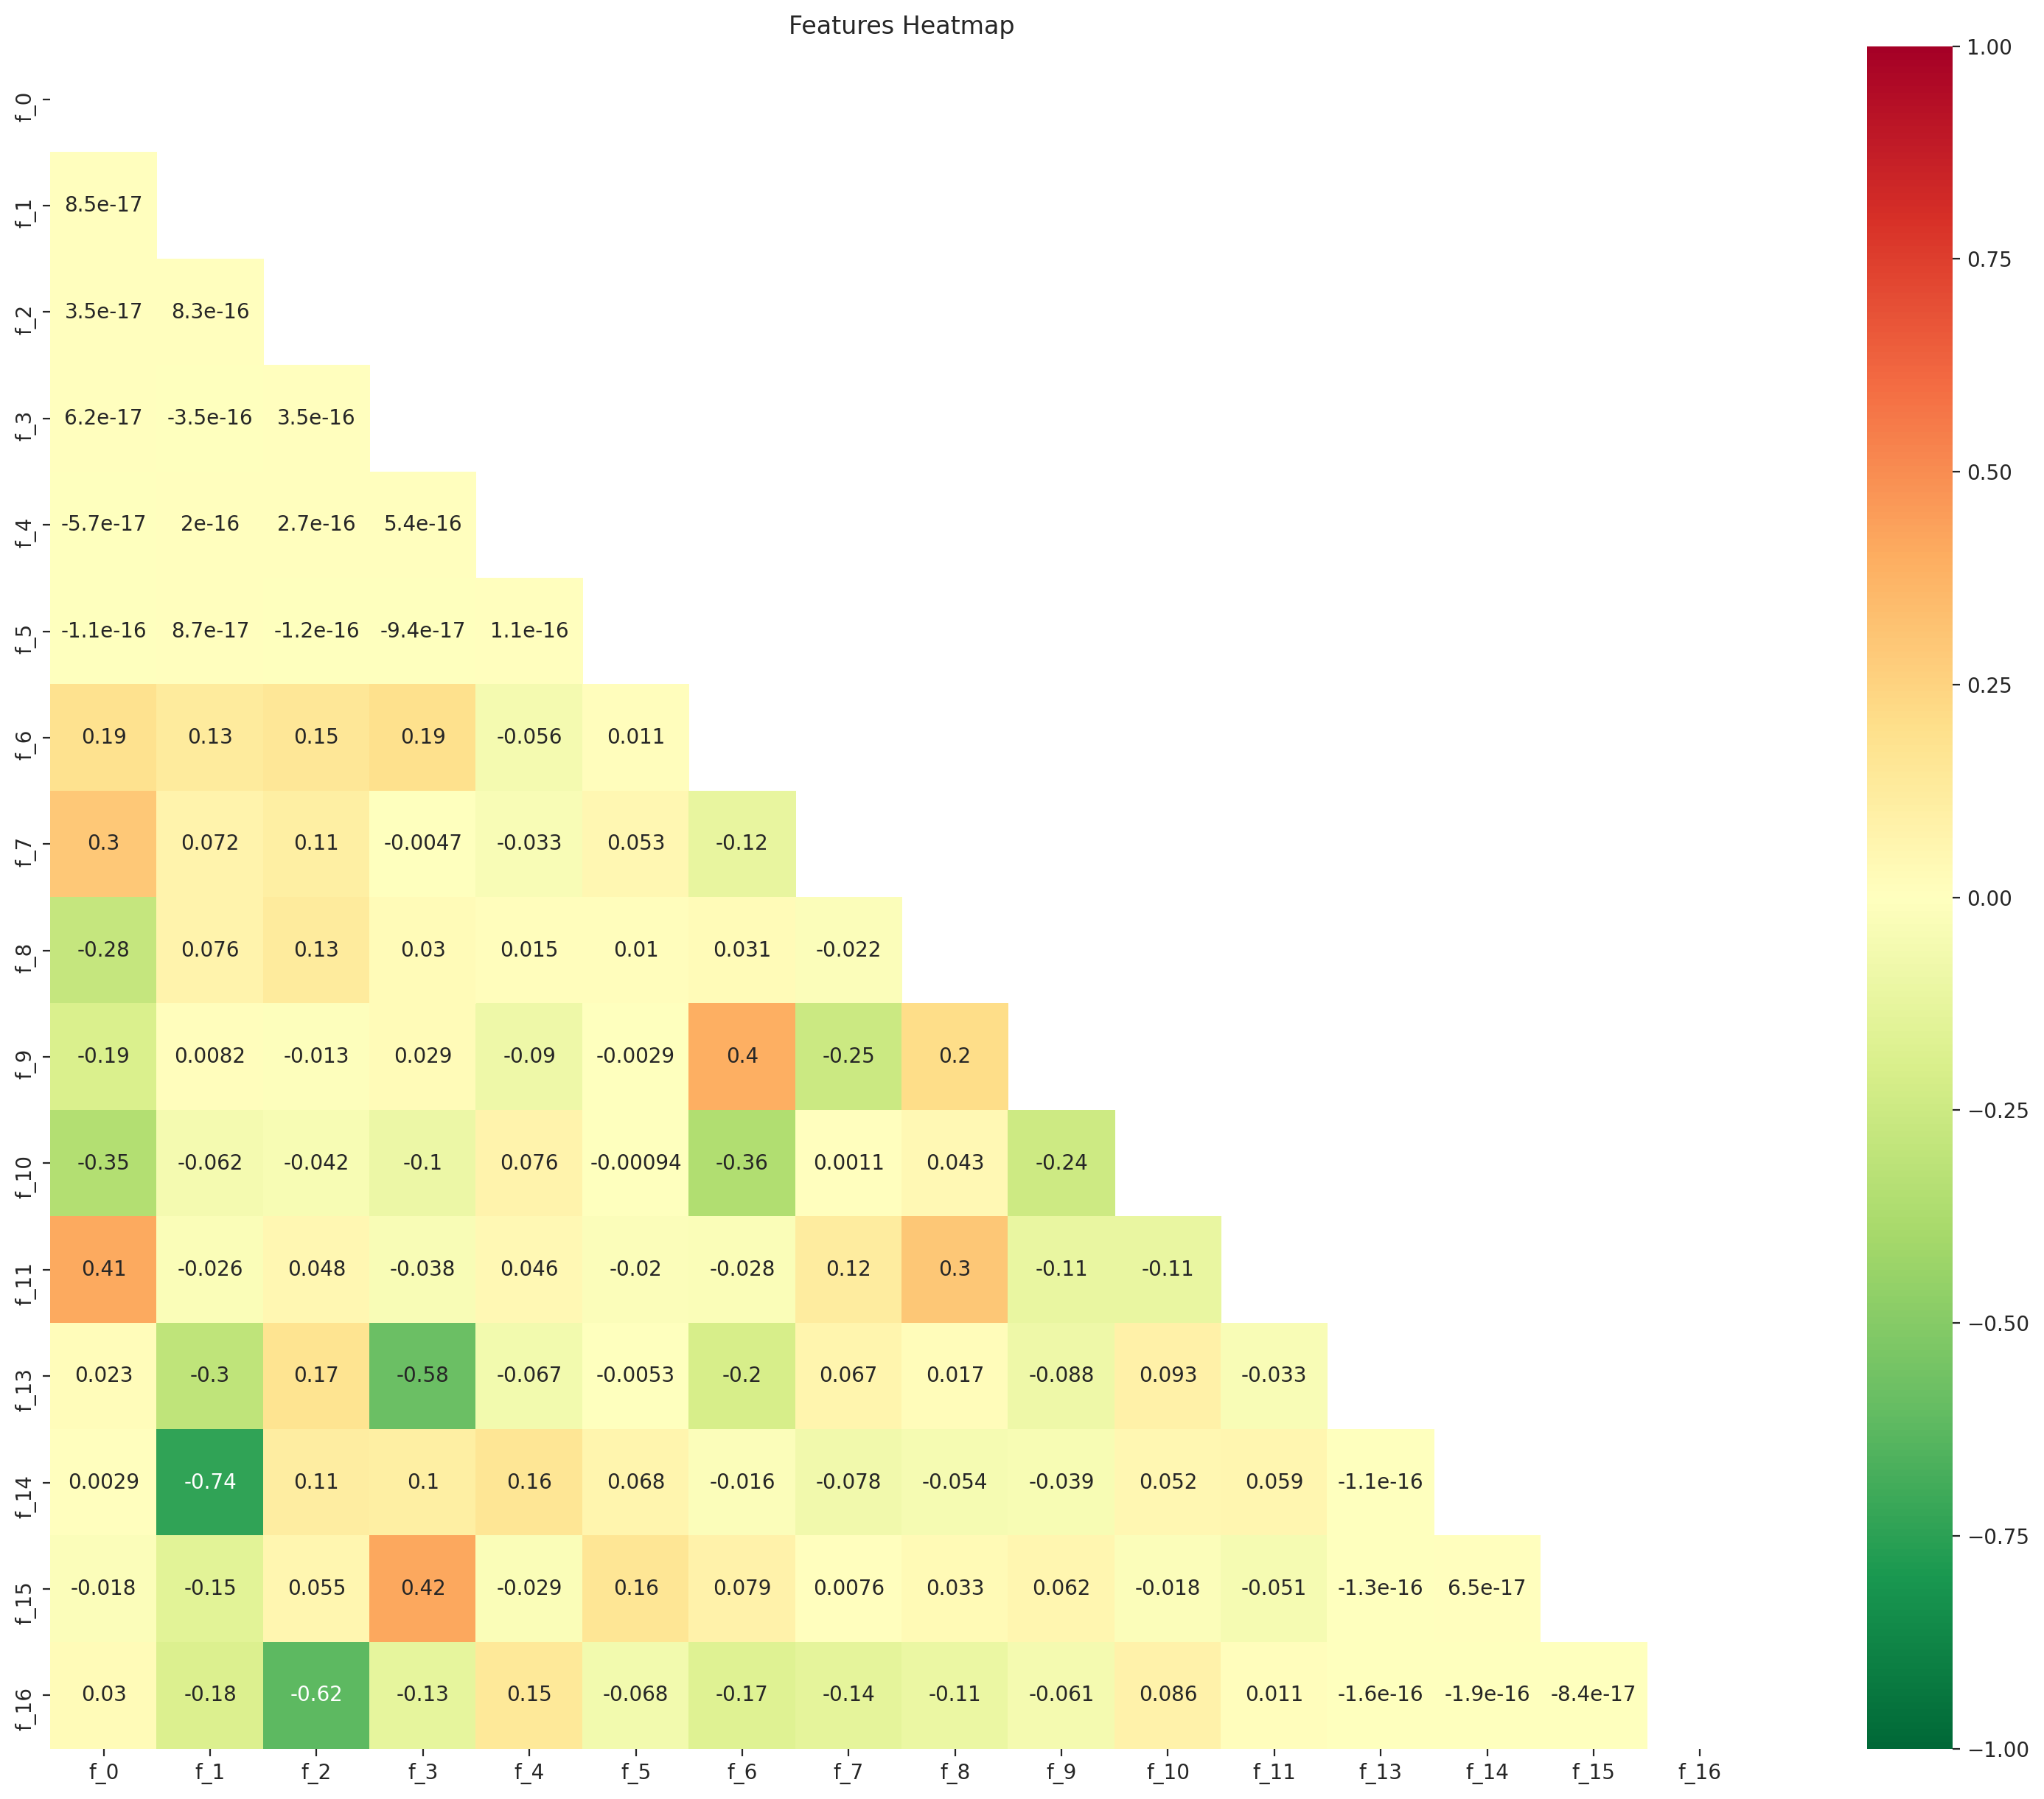 Features Heatmap
f_0
f_1 8.5e-17
f_2 3.5e-17 8.3e-16
f_3 6.2e-17 -3.5e-16 3.5e-16
f_4 -5.7e-17 2e-16 2.7e-16 5.4e-16
f_5 -1.1e-16 8.7e-17 -1.2e-16 -9.4e-17 1.1e-16
f_6 0.19 0.13 0.15 0.19 -0.056 0.011
f_7 0.3 0.072 0.11 -0.0047 -0.033 0.053 -0.12
f_8 -0.28 0.076 0.13 0.03 0.015 0.01 0.031 -0.022
f_9 -0.19 0.0082 -0.013 0.029 -0.09 -0.0029 0.4 -0.25 0.2
f_10 -0.35 -0.062 -0.042 -0.1 0.076 -0.00094 -0.36 0.0011 0.043 -0.24
f_11 0.41 -0.026 0.048 -0.038 0.046 -0.02 -0.028 0.12 0.3 -0.11 -0.11
f_13 0.023 -0.3 0.17 -0.58 -0.067 -0.0053 -0.2 0.067 0.017 -0.088 0.093 -0.033
f_14 0.0029 -0.74 0.11 0.1 0.16 0.068 -0.016 -0.078 -0.054 -0.039 0.052 0.059 -1.1e-16
f_15 -0.018 -0.15 0.055 0.42 -0.029 0.16 0.079 0.0076 0.033 0.062 -0.018 -0.051 -1.3e-16 6.5e-17
f_16 0.03 -0.18 -0.62 -0.13 0.15 -0.068 -0.17 -0.14 -0.11 -0.061 0.086 0.011 -1.6e-16 -1.9e-16 -8.4e-17
f_0 f_1 f_2 f_3 f_4 f_5 f_6 f_7 f_8 f_9 f_10 f_11 f_13 f_14 f_15 f_16
1.00
0.75
0.50
0.25
0.00
−0.25
−0.50
−0.75
−1.00